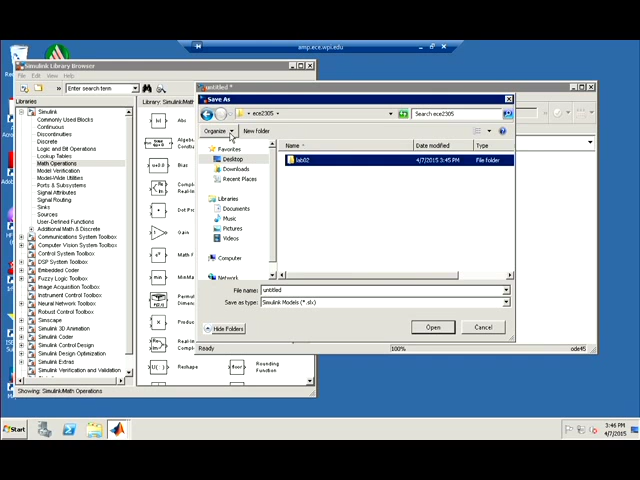 amp.ece.wpi.edu
Simulink Library Browser
File Edit View Help
Enter search term
Libraries
Library: Simulink/Math
Simulink
Commonly Used Blocks
Continuous
Discontinuities
Discrete
Logic and Bit Operations
Lookup Tables
Math Operations
Model Verification
Model-Wide Utilities
Ports & Subsystems
Signal Attributes
Signal Routing
Sinks
Sources
User-Defined Functions
Additional Math & Discrete
Communications System Toolbox
Computer Vision System Toolbox
Control System Toolbox
DSP System Toolbox
Embedded Coder
Fuzzy Logic Toolbox
Image Acquisition Toolbox
Instrument Control Toolbox
Neural Network Toolbox
Robust Control Toolbox
Simscape
Simulink 3D Animation
Simulink Coder
Simulink Control Design
Simulink Design Optimization
Simulink Extras
Simulink Verification and Validation
Abs
Bias
Dot Pro
Gain
Reshape
Rounding
Function
floor
Showing: Simulink/Math Operations
untitled *
Save As
ece2305
Search ece2305
Organize
New folder
Favorites
Desktop
Downloads
Recent Places
Libraries
Documents
Music
Pictures
Videos
Computer
Network
Name
Date modified
Type
lab02
4/7/2015 3:45 PM
File folder
File name:
untitled
Save as type:
Simulink Models (*.slx)
Hide Folders
Open
Cancel
Ready
100%
ode45
Start
3:46 PM
4/7/2015